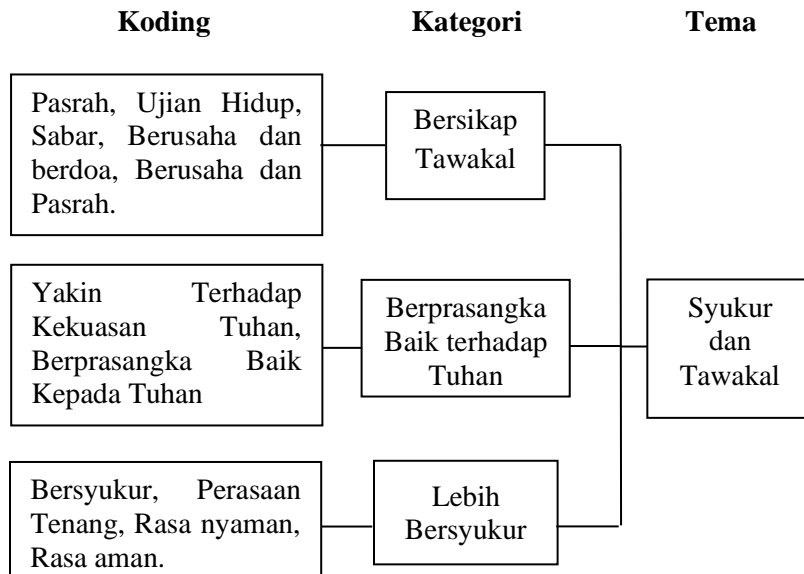 Koding
Kategori
Tema
Pasrah, Ujian Hidup,
Sabar, Berusaha dan
berdoa, Berusaha dan
Pasrah.
Bersikap
Tawakal
Yakin Terhadap
Kekuasan Tuhan,
Berprasangka Baik
Kepada Tuhan
Berprasangka
Baik terhadap
Tuhan
Syukur
dan
Tawakal
Bersyukur, Perasaan
Tenang, Rasa nyaman,
Rasa aman.
Lebih
Bersyukur